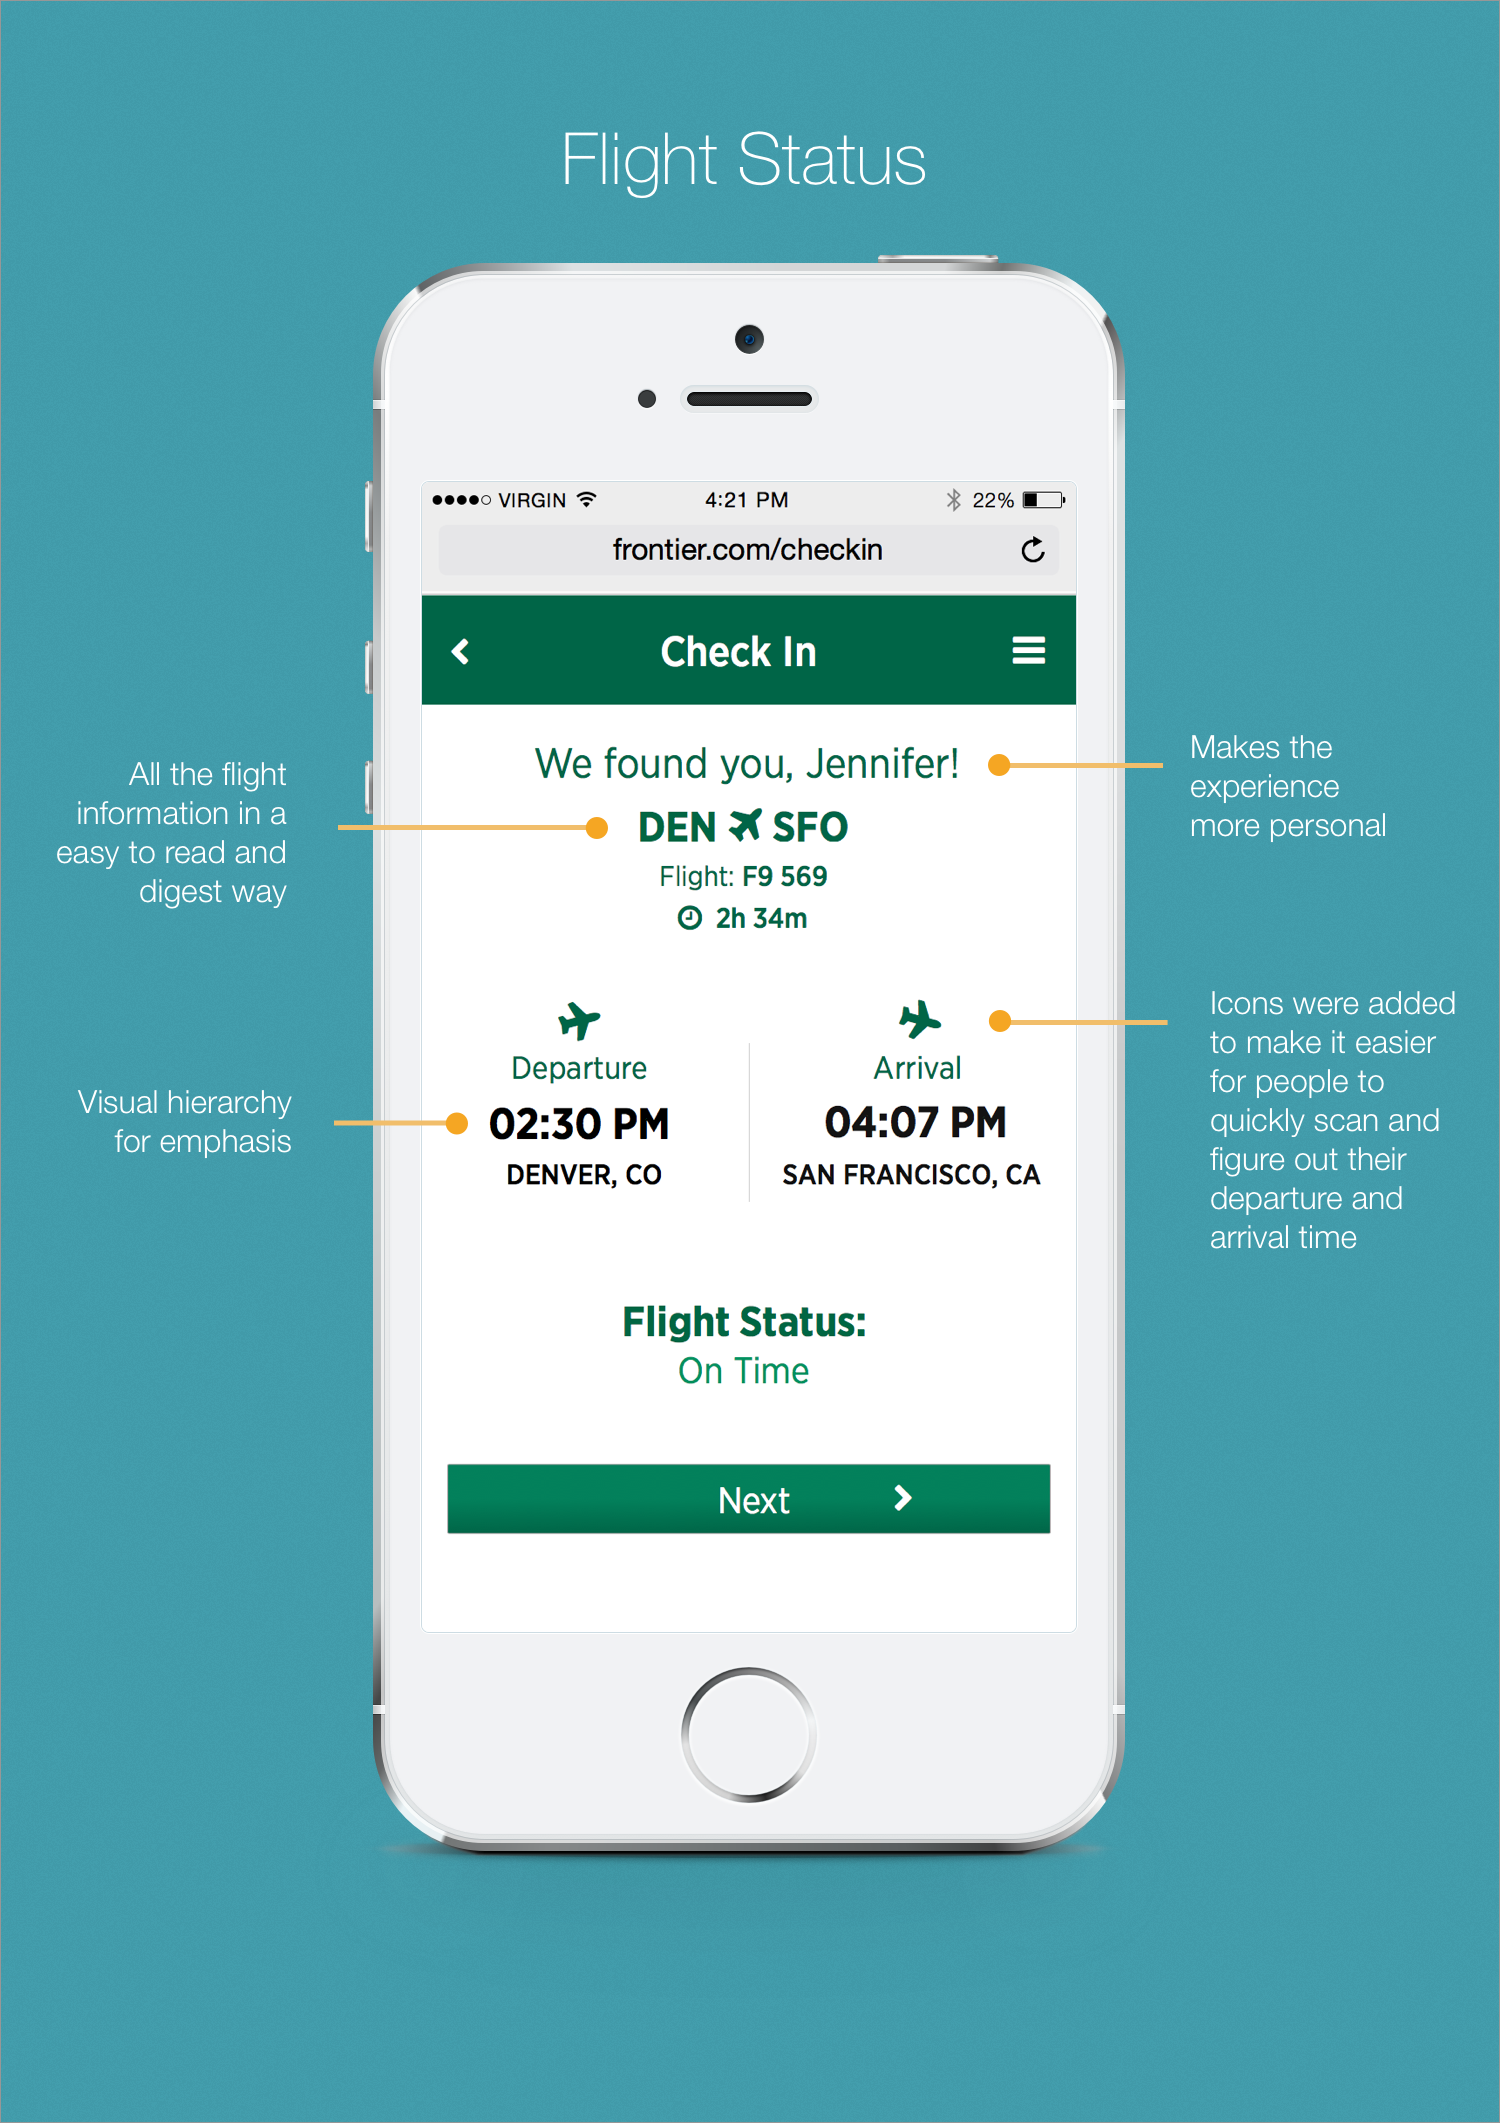 Flight Status
VIRGIN
4:21 PM
22%
frontier.com/checkin
Check In
We found you, Jennifer!
DEN SFO
Flight: F9 569
2h 34m
Departure
02:30 PM
DENVER, CO
Arrival
04:07 PM
SAN FRANCISCO, CA
Flight Status:
On Time
Next
All the flight
information in a
easy to read and
digest way
Visual hierarchy
for emphasis
Makes the
experience
more personal
Icons were added
to make it easier
for people to
quickly scan and
figure out their
departure and
arrival time